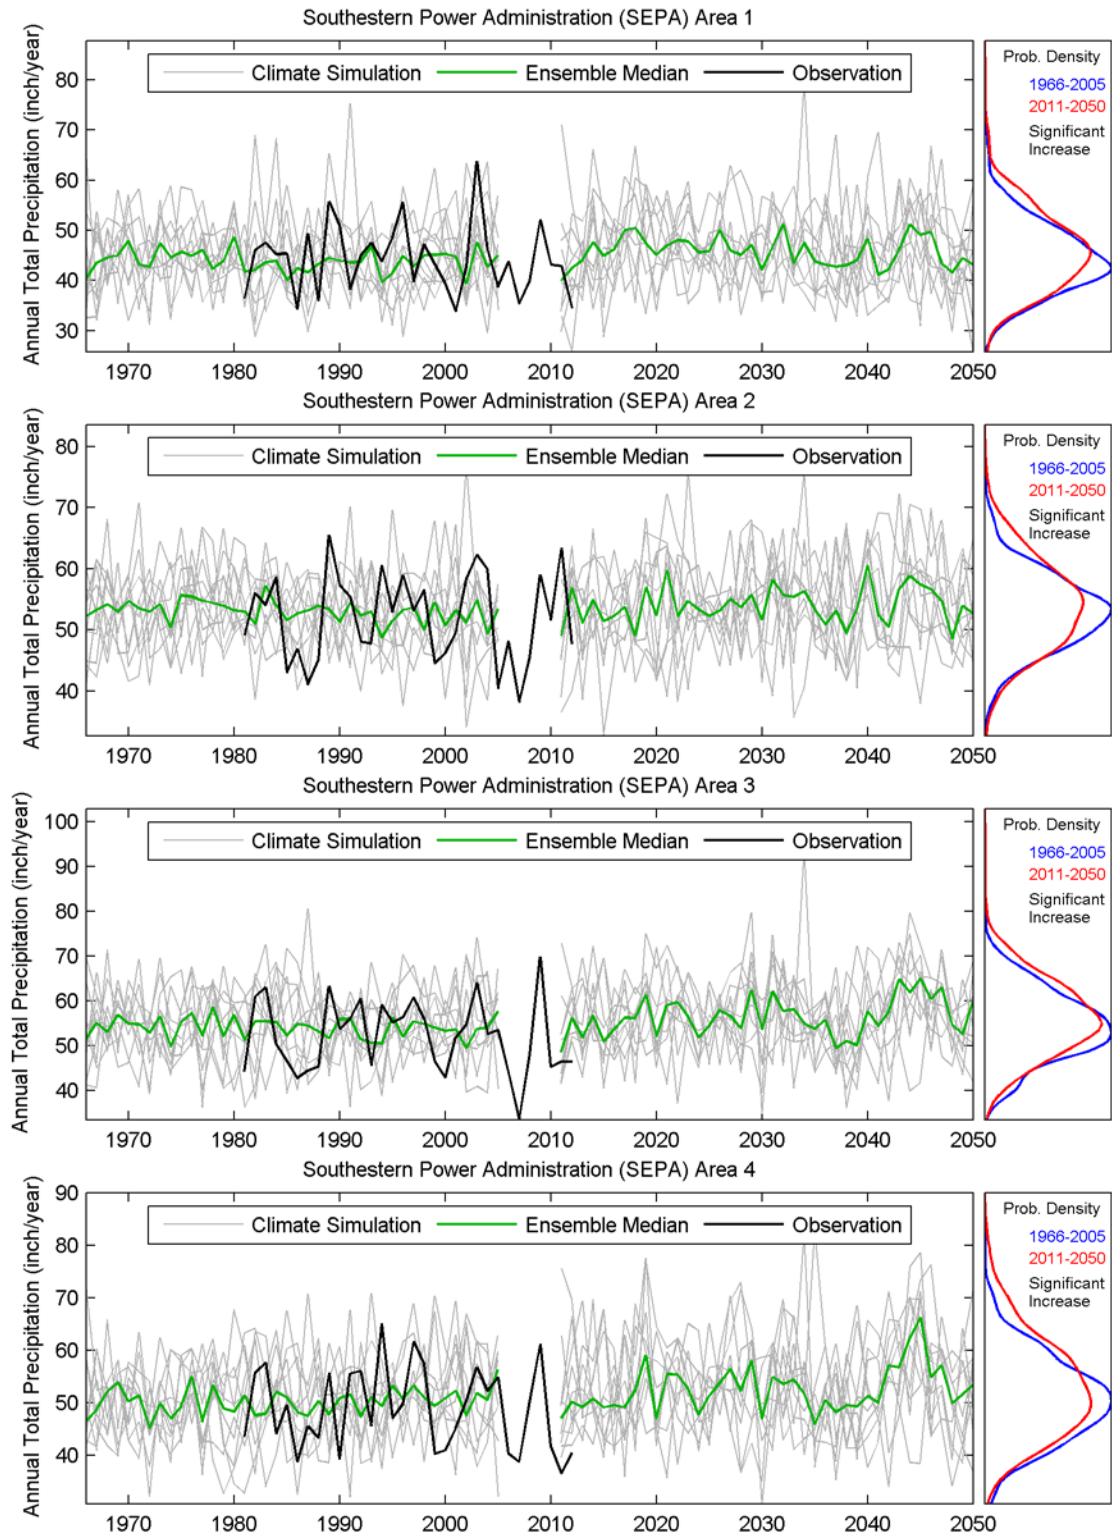 Southestern Power Administration (SEPA) Area 1
Annual Total Precipitation (inch/year)
80
70
60
50
40
30
Climate Simulation
Ensemble Median
Observation
1970 1980 1990 2000 2010 2020 2030 2040 2050
Prob. Density
1966-2005
2011-2050
Significant
Increase
Southestern Power Administration (SEPA) Area 2
Annual Total Precipitation (inch/year)
80
70
60
50
40
Climate Simulation
Ensemble Median
Observation
1970 1980 1990 2000 2010 2020 2030 2040 2050
Prob. Density
1966-2005
2011-2050
Significant
Increase
Southestern Power Administration (SEPA) Area 3
Annual Total Precipitation (inch/year)
100
90
80
70
60
50
40
Climate Simulation
Ensemble Median
Observation
1970 1980 1990 2000 2010 2020 2030 2040 2050
Prob. Density
1966-2005
2011-2050
Significant
Increase
Southestern Power Administration (SEPA) Area 4
Annual Total Precipitation (inch/year)
90
80
70
60
50
40
Climate Simulation
Ensemble Median
Observation
1970 1980 1990 2000 2010 2020 2030 2040 2050
Prob. Density
1966-2005
2011-2050
Significant
Increase